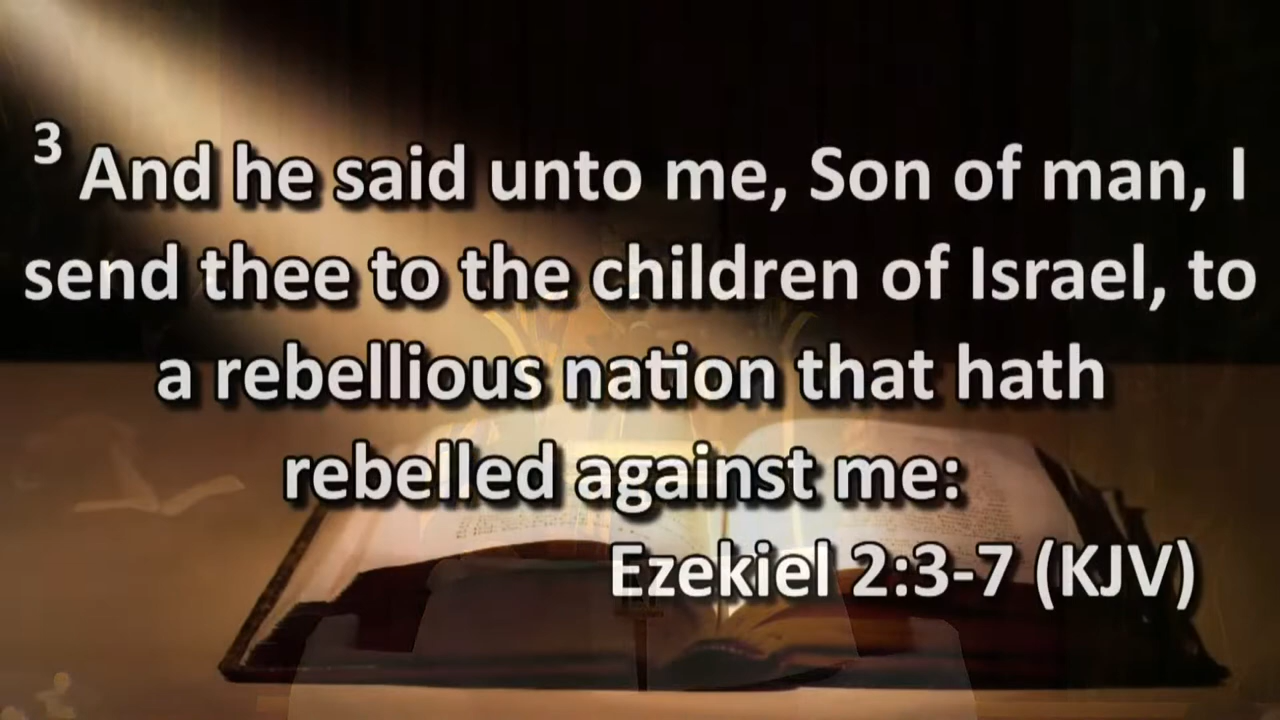 3 And he said unto me, Son of man, I
send thee to the children of Israel, to
a rebellious nation that hath
rebelled against me:
Ezekiel 2:3-7 (KJV)